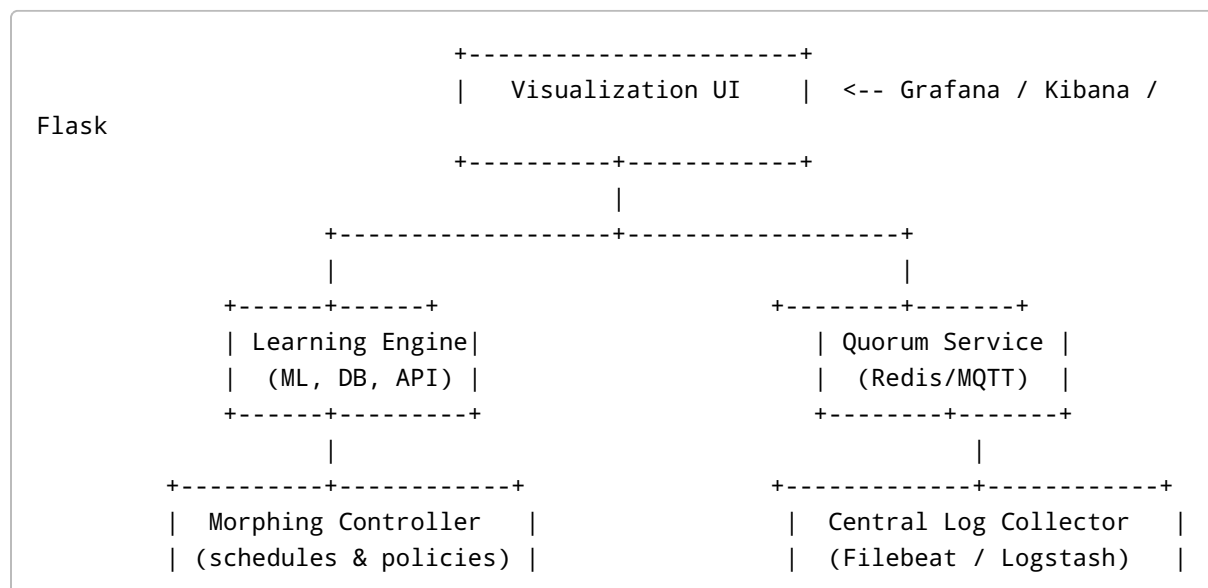 +-----------------------+
|   Visualization UI    |  <-- Grafana / Kibana /
Flask
+----------+------------+
|
+-------------------+-------------------+
|                                       |
+------+------+                       +--------+-------+
| Learning Engine|                       | Quorum Service |
|  (ML, DB, API) |                       |  (Redis/MQTT)  |
+------+---------+                       +--------+-------+
|                                            |
+----------+------------+                 +-------------+------------+
|  Morphing Controller   |                 |  Central Log Collector   |
| (schedules & policies) |                 |  (Filebeat / Logstash)   |